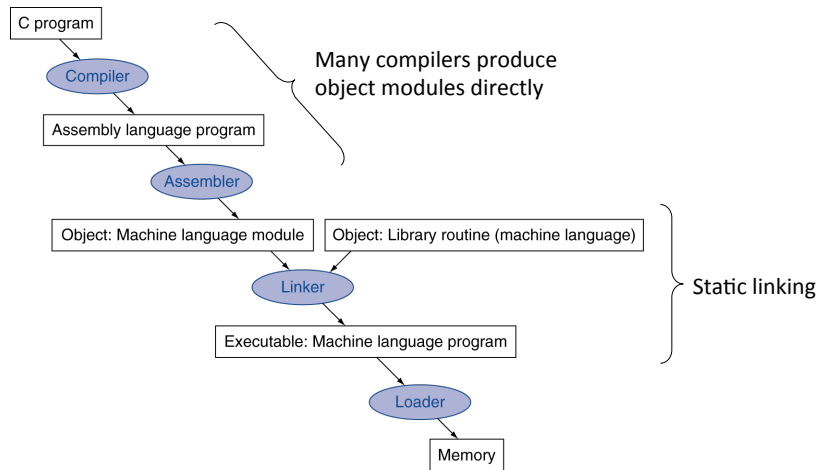 C program
Compiler
Many compilers produce
object modules directly
Assembly language program
Assembler
Object: Machine language module
Object: Library routine (machine language)
Linker
Static linking
Executable: Machine language program
Loader
Memory